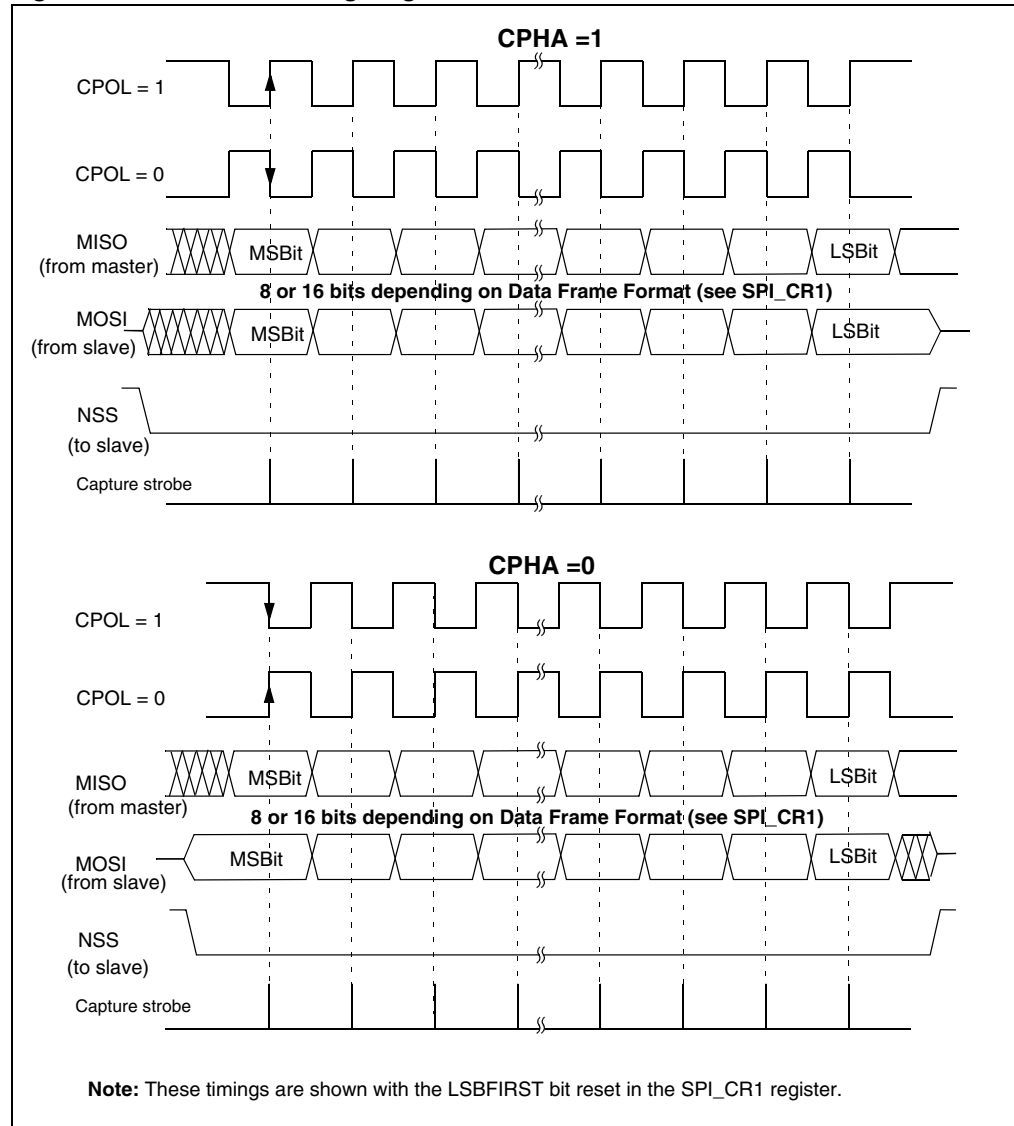 CPHA =1
CPOL = 1
CPOL = 0
MISO
(from master)
MSBit
LSBit
8 or 16 bits depending on Data Frame Format (see SPI_CR1)
MOSI
(from slave)
MSBit
LSBit
NSS
(to slave)
Capture strobe
CPHA =0
CPOL = 1
CPOL = 0
MISO
(from master)
MSBit
LSBit
8 or 16 bits depending on Data Frame Format (see SPI_CR1)
MOSI
(from slave)
MSBit
LSBit
NSS
(to slave)
Capture strobe
Note: These timings are shown with the LSBFIRST bit reset in the SPI_CR1 register.